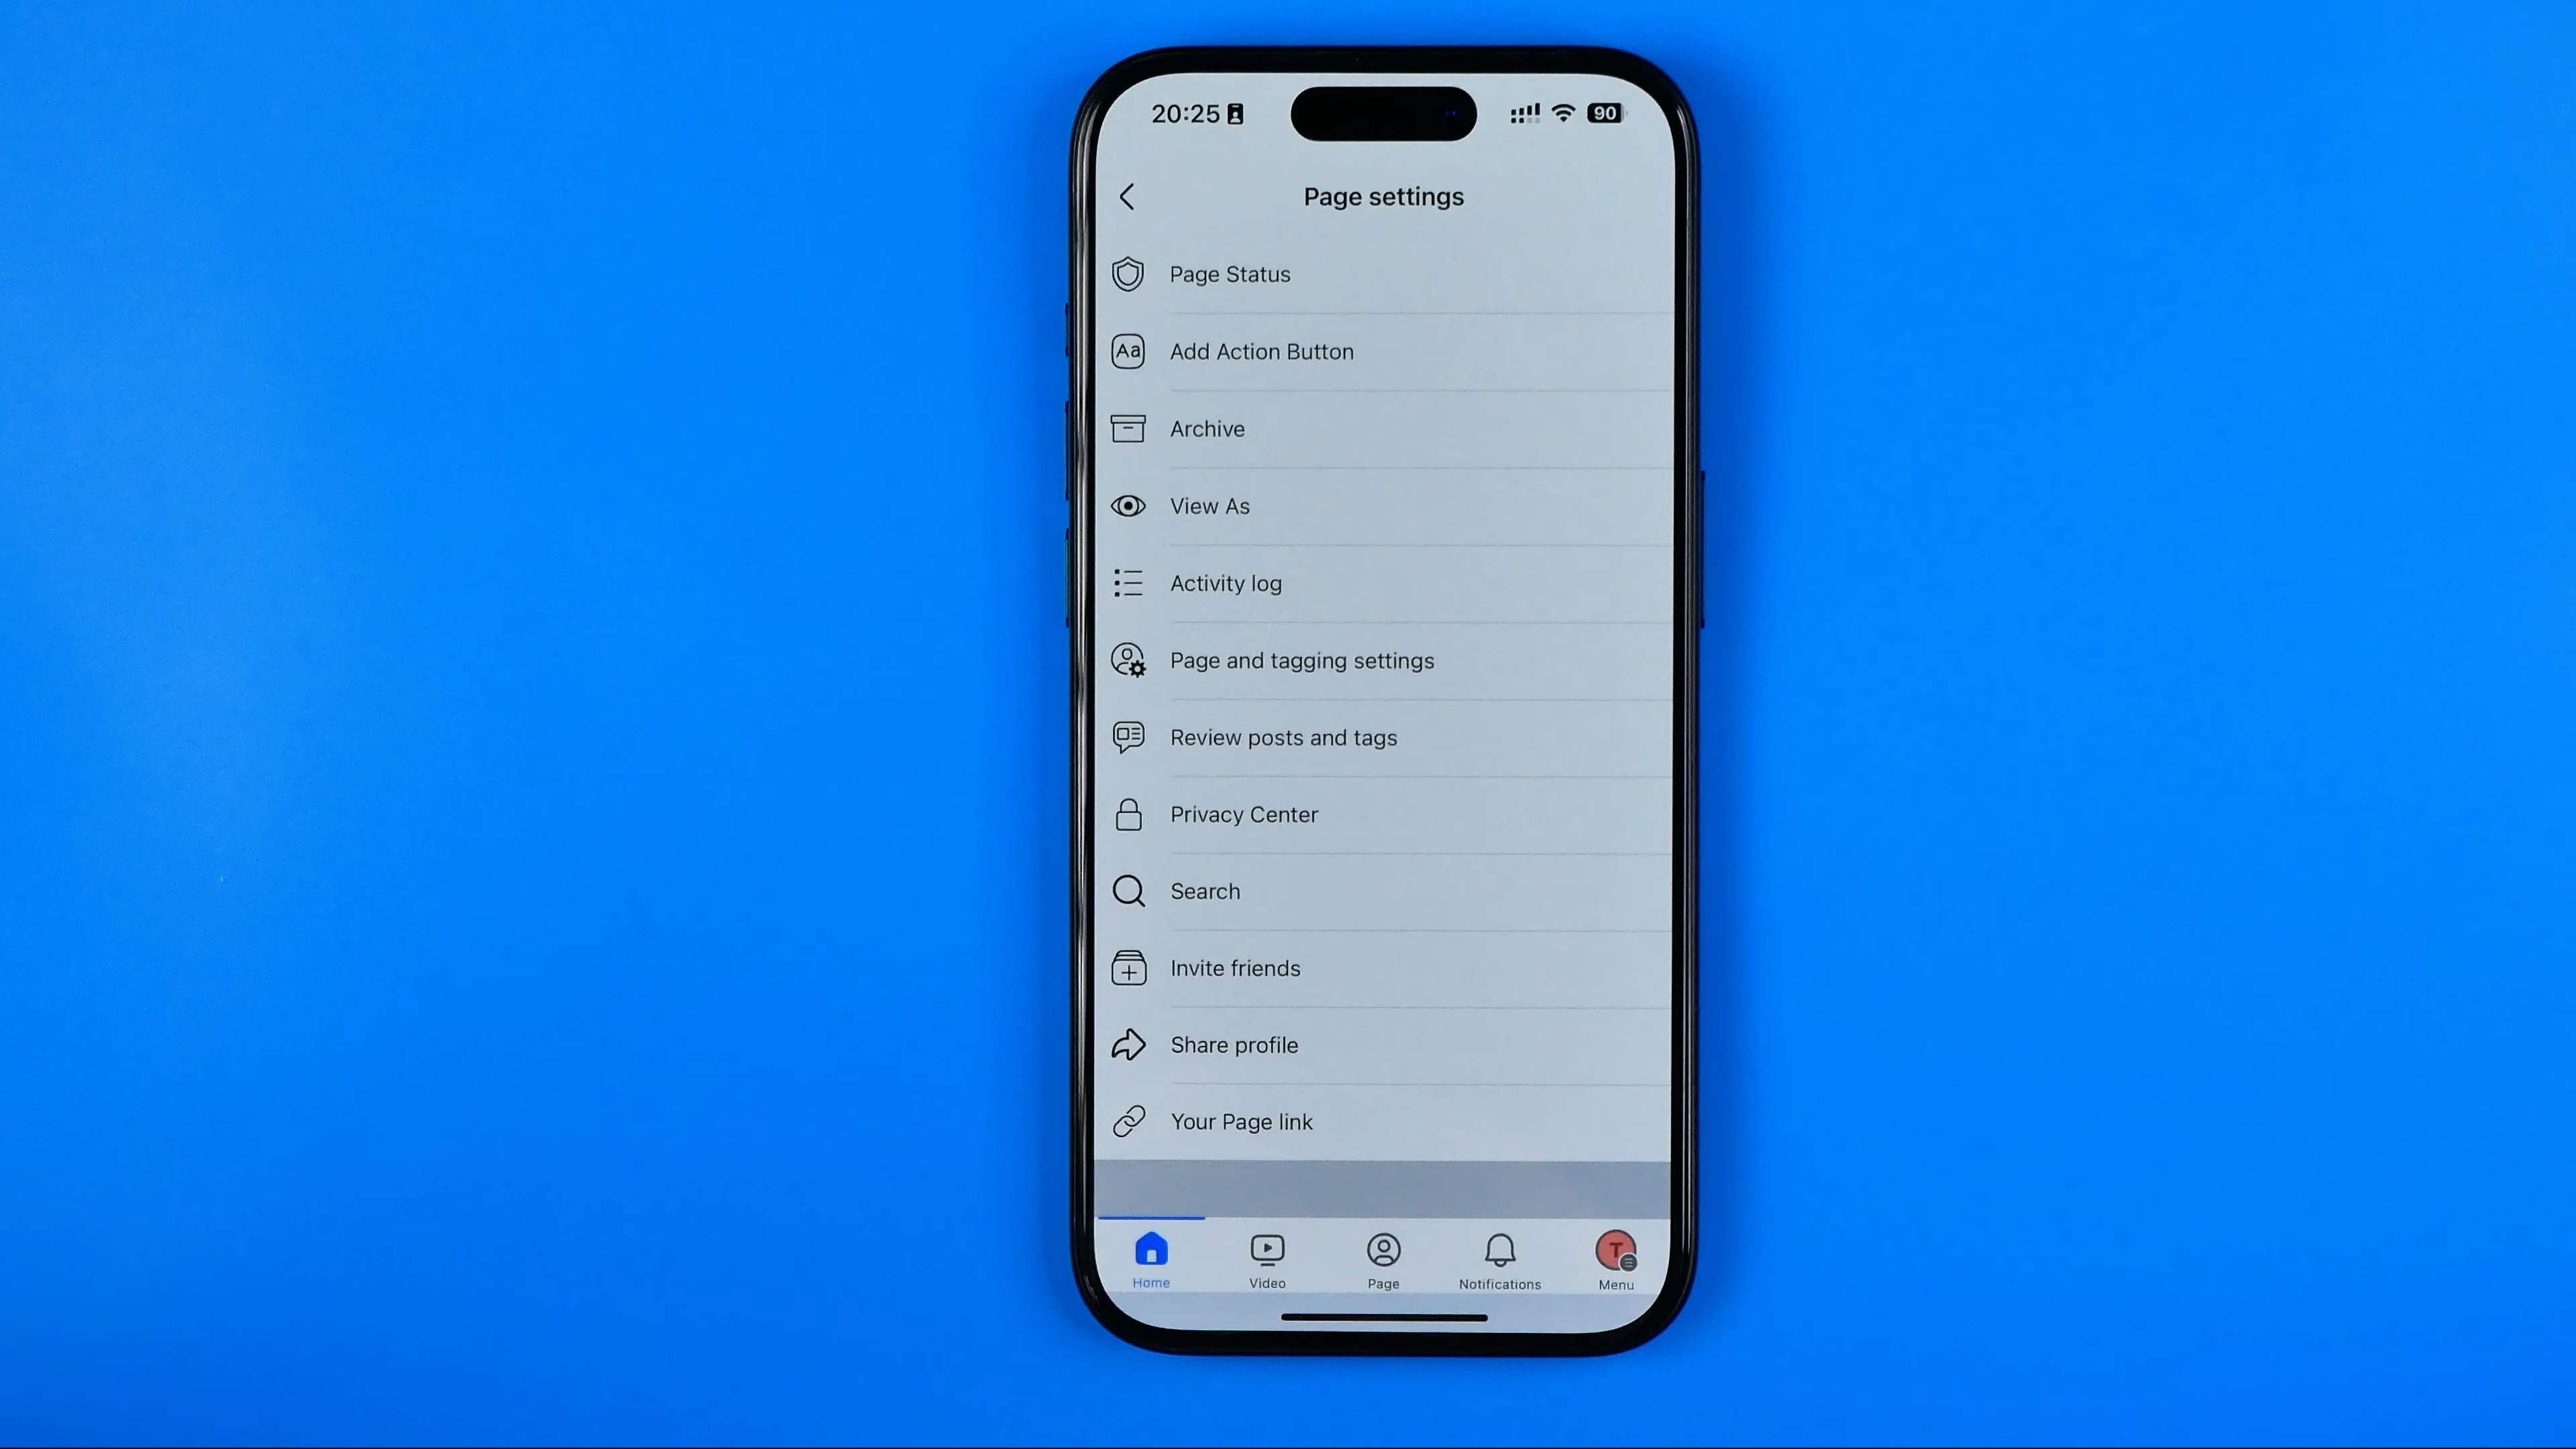 20:25
90
Page settings
Page Status
Aa
Add Action Button
Archive
View As
Activity log
Page and tagging settings
Review posts and tags
Privacy Center
Search
Invite friends
Share profile
Your Page link
T
Home
Video
Page
Notifications
Menu